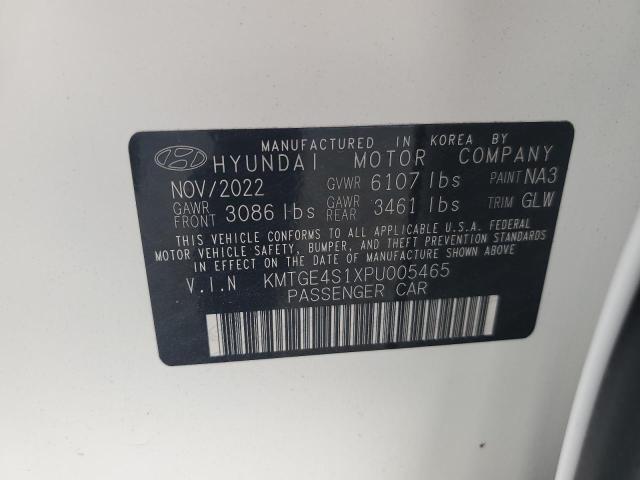 MANUFACTURED IN KOREA BY
HYUNDAI MOTOR COMPANY
NOV/2022 GVWR 6107 lbs PAINT NA3
GAWR FRONT 3086 lbs GAWR REAR 3461 lbs TRIM GLW
THIS VEHICLE CONFORMS TO ALL APPLICABLE U.S.A. FEDERAL
MOTOR VEHICLE SAFETY, BUMPER, AND THEFT PREVENTION STANDARDS
IN EFFECT ON THE DATE OF MANUFACTURE SHOWN ABOVE
V.I.N KMTGE4S1XPU005465
PASSENGER CAR